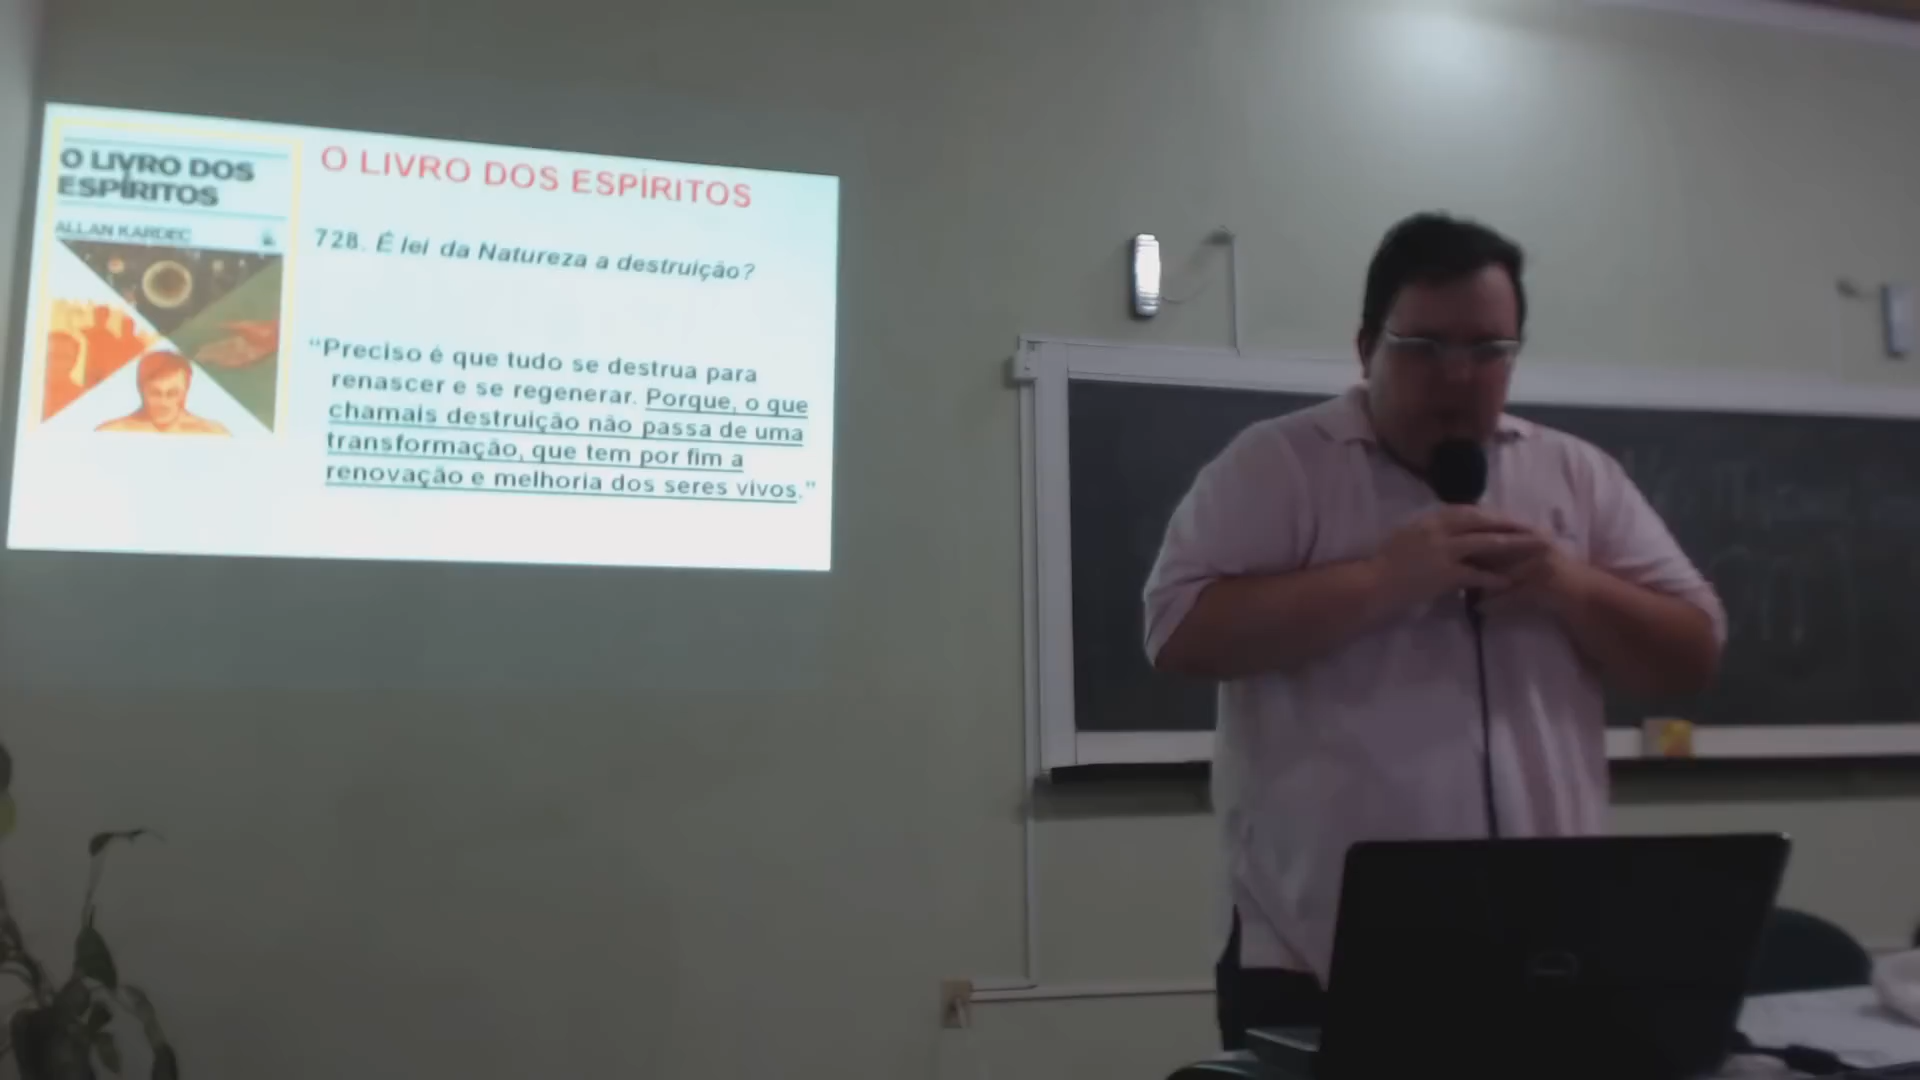 O LIVRO DOS
ESPÍRITOS
ALLAN KARDEC
O LIVRO DOS ESPÍRITOS
728. É lei da Natureza a destruição?
“Preciso é que tudo se destrua para
renascer e se regenerar. Porque, o que
chamais destruição não passa de uma
transformação, que tem por fim a
renovação e melhoria dos seres vivos.”